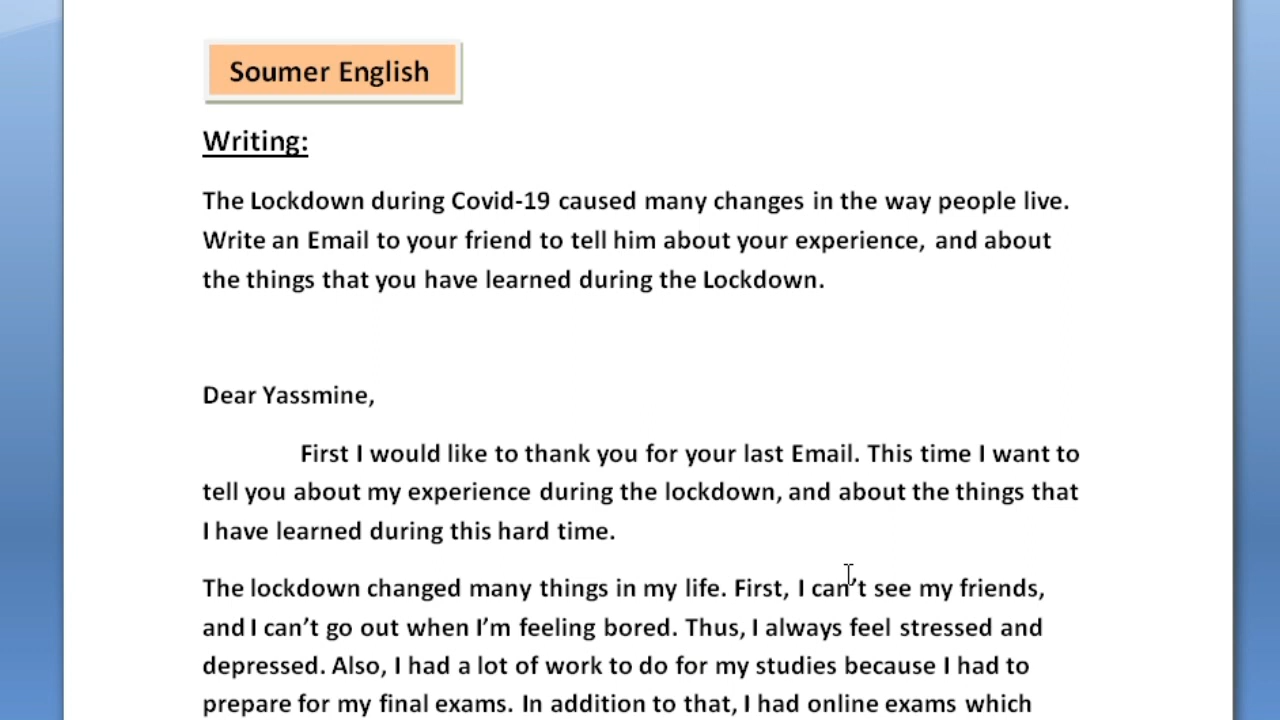 Soumer English
Writing:
The Lockdown during Covid-19 caused many changes in the way people live.
Write an Email to your friend to tell him about your experience, and about
the things that you have learned during the Lockdown.
Dear Yassmine,
First I would like to thank you for your last Email. This time I want to
tell you about my experience during the lockdown, and about the things that
I have learned during this hard time.
The lockdown changed many things in my life. First, I can’t see my friends,
and I can’t go out when I’m feeling bored. Thus, I always feel stressed and
depressed. Also, I had a lot of work to do for my studies because I had to
prepare for my final exams. In addition to that, I had online exams which